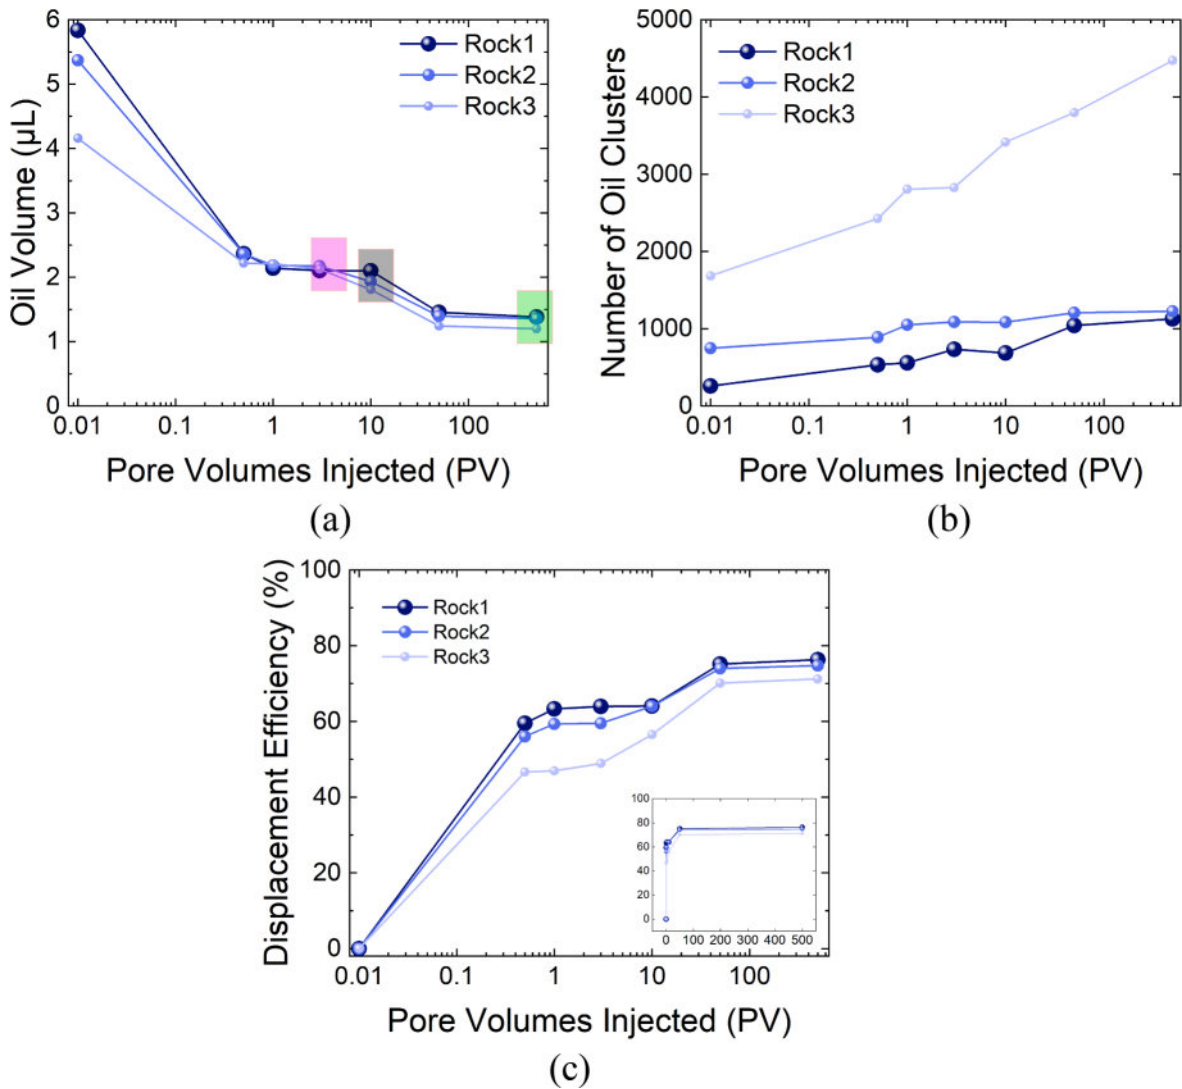 6
5
4
3
2
1
0
Oil Volume (μL)
Rock1
Rock2
Rock3
0.01 0.1 1 10 100
Pore Volumes Injected (PV)
(a)
5000
4000
3000
2000
1000
0
Number of Oil Clusters
Rock1
Rock2
Rock3
0.01 0.1 1 10 100
Pore Volumes Injected (PV)
(b)
100
80
60
40
20
0
Displacement Efficiency (%)
Rock1
Rock2
Rock3
100
80
60
40
20
0
0 100 200 300 400 500
0.01 0.1 1 10 100
Pore Volumes Injected (PV)
(c)